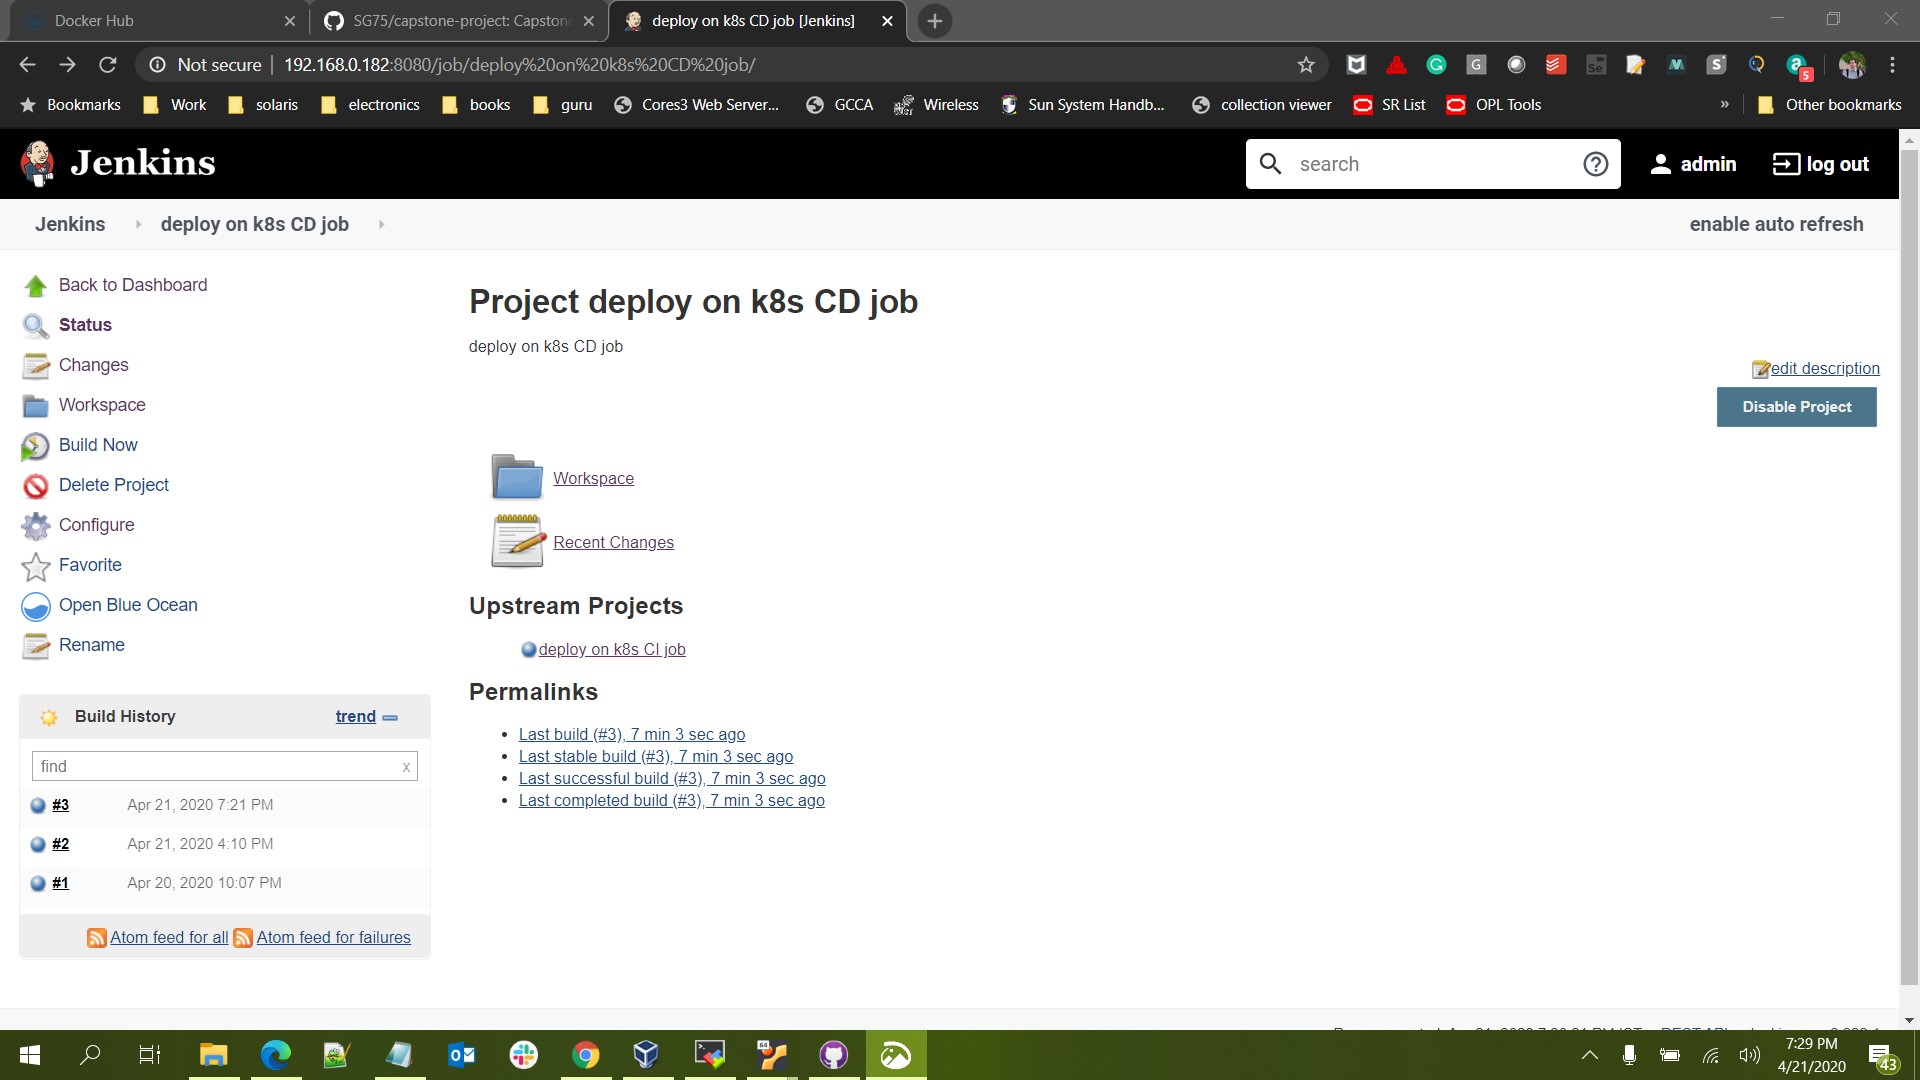 Docker Hub
SG75/capstone-project: Capstone
deploy on k8s CD job [Jenkins]
Not secure
192.168.0.182:8080/job/deploy%20on%20k8s%20CD%20job/
5
Bookmarks
Work
solaris
electronics
books
guru
Cores3 Web Server...
GCCA
Wireless
Sun System Handb...
collection viewer
SR List
OPL Tools
»
Other bookmarks
Jenkins
search
admin
log out
Jenkins
deploy on k8s CD job
enable auto refresh
Back to Dashboard
Status
Changes
Workspace
Build Now
Delete Project
Configure
Favorite
Open Blue Ocean
Rename
Project deploy on k8s CD job
deploy on k8s CD job
edit description
Disable Project
Workspace
Recent Changes
Upstream Projects
deploy on k8s CI job
Permalinks
Last build (#3), 7 min 3 sec ago
Last stable build (#3), 7 min 3 sec ago
Last successful build (#3), 7 min 3 sec ago
Last completed build (#3), 7 min 3 sec ago
Build History
trend
find
x
#3 Apr 21, 2020 7:21 PM
#2 Apr 21, 2020 4:10 PM
#1 Apr 20, 2020 10:07 PM
Atom feed for all
Atom feed for failures
7:29 PM
4/21/2020
43